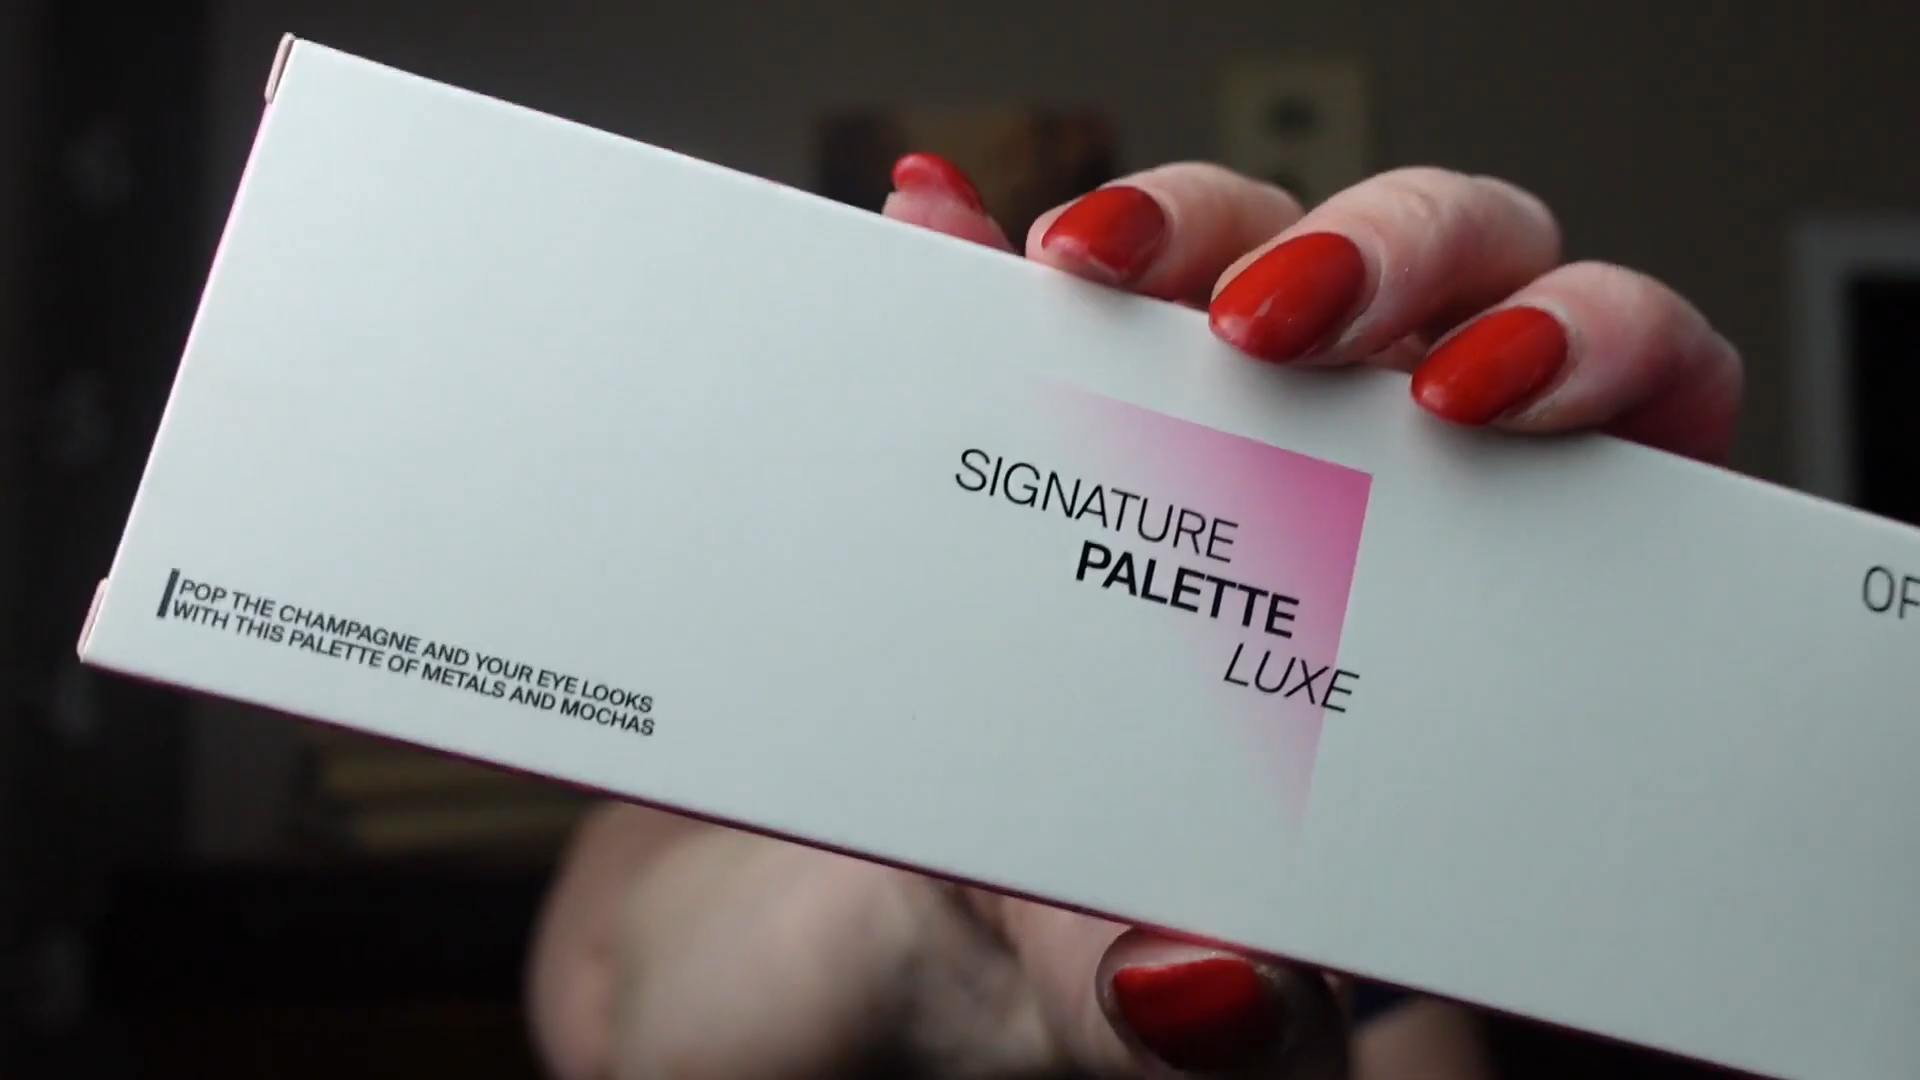 SIGNATURE
PALETTE
LUXE
POP THE CHAMPAGNE AND YOUR EYE LOOKS
WITH THIS PALETTE OF METALS AND MOCHAS